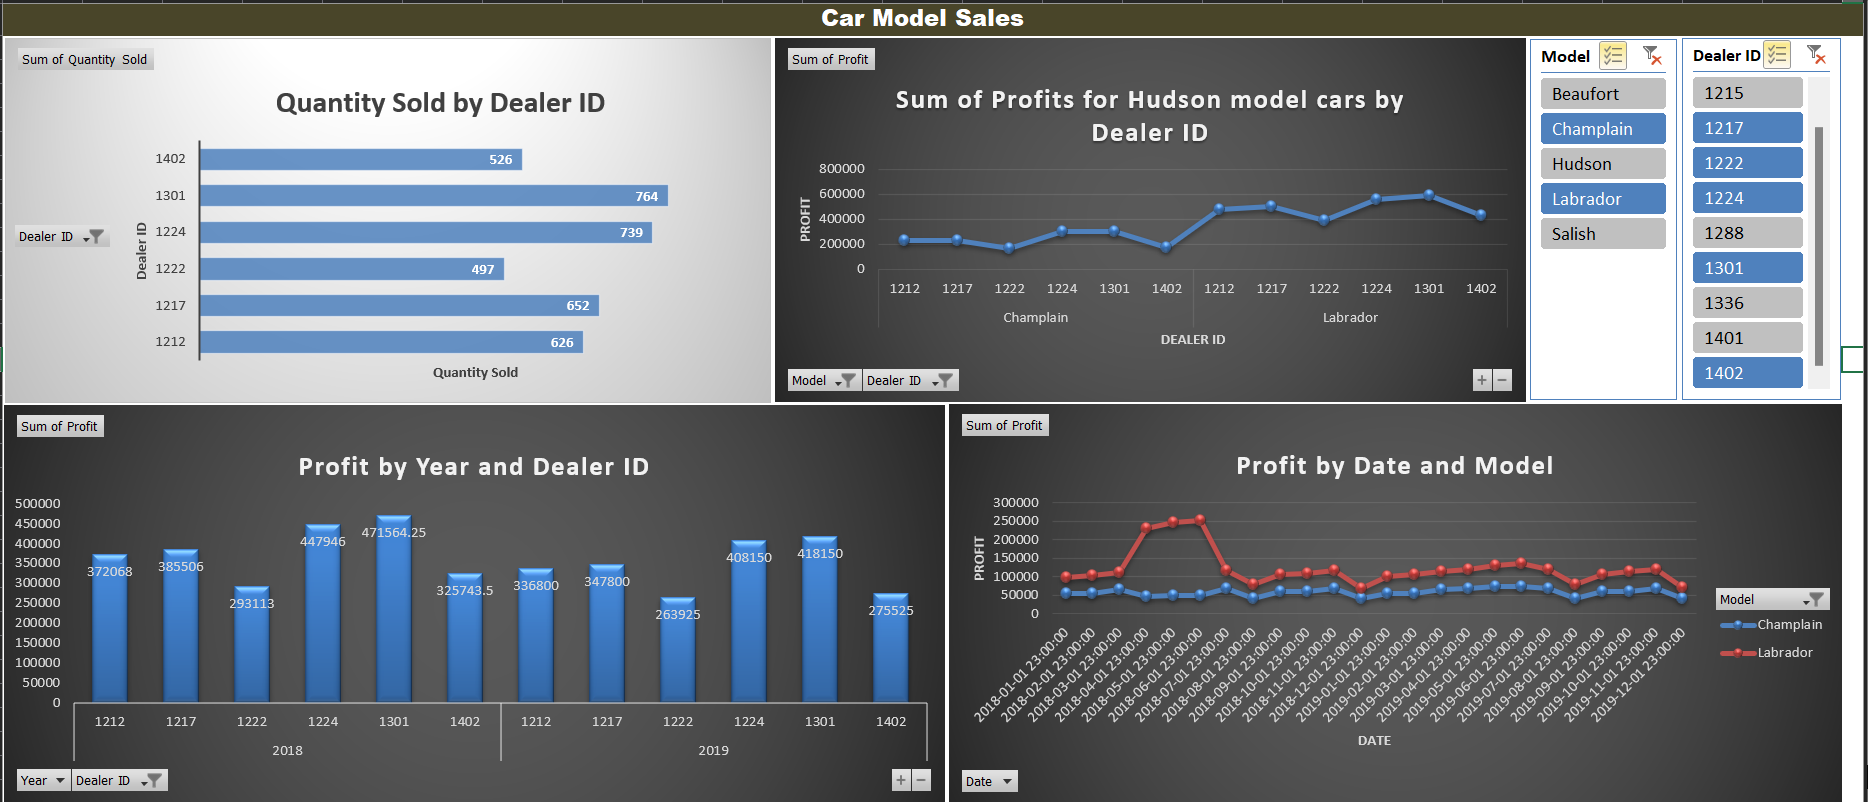 Car Model Sales
Sum of Quantity Sold
Quantity Sold by Dealer ID
Dealer ID
Dealer ID
1402
526
1301
764
1224
739
1222
497
1217
652
1212
626
Quantity Sold
Sum of Profit
Sum of Profits for Hudson model cars by
Dealer ID
PROFIT
800000
600000
400000
200000
0
1212 1217 1222 1224 1301 1402 1212 1217 1222 1224 1301 1402
Champlain Labrador
DEALER ID
Model Dealer ID
+ −
Model
Beaufort
Champlain
Hudson
Labrador
Salish
Dealer ID
1215
1217
1222
1224
1288
1301
1336
1401
1402
Sum of Profit
Profit by Year and Dealer ID
500000
450000
400000
350000
300000
250000
200000
150000
100000
50000
0
372068 385506 293113 447946 471564.25 325743.5 336800 347800 263925 408150 418150 275525
1212 1217 1222 1224 1301 1402 1212 1217 1222 1224 1301 1402
2018 2019
Year Dealer ID
+ −
Sum of Profit
Profit by Date and Model
PROFIT
300000
250000
200000
150000
100000
50000
0
2018-01-01 23:00:00
2018-02-01 23:00:00
2018-03-01 23:00:00
2018-04-01 23:00:00
2018-05-01 23:00:00
2018-06-01 23:00:00
2018-07-01 23:00:00
2018-08-01 23:00:00
2018-09-01 23:00:00
2018-10-01 23:00:00
2018-11-01 23:00:00
2018-12-01 23:00:00
2019-01-01 23:00:00
2019-02-01 23:00:00
2019-03-01 23:00:00
2019-04-01 23:00:00
2019-05-01 23:00:00
2019-06-01 23:00:00
2019-07-01 23:00:00
2019-08-01 23:00:00
2019-09-01 23:00:00
2019-10-01 23:00:00
2019-11-01 23:00:00
2019-12-01 23:00:00
DATE
Model
Champlain
Labrador
Date